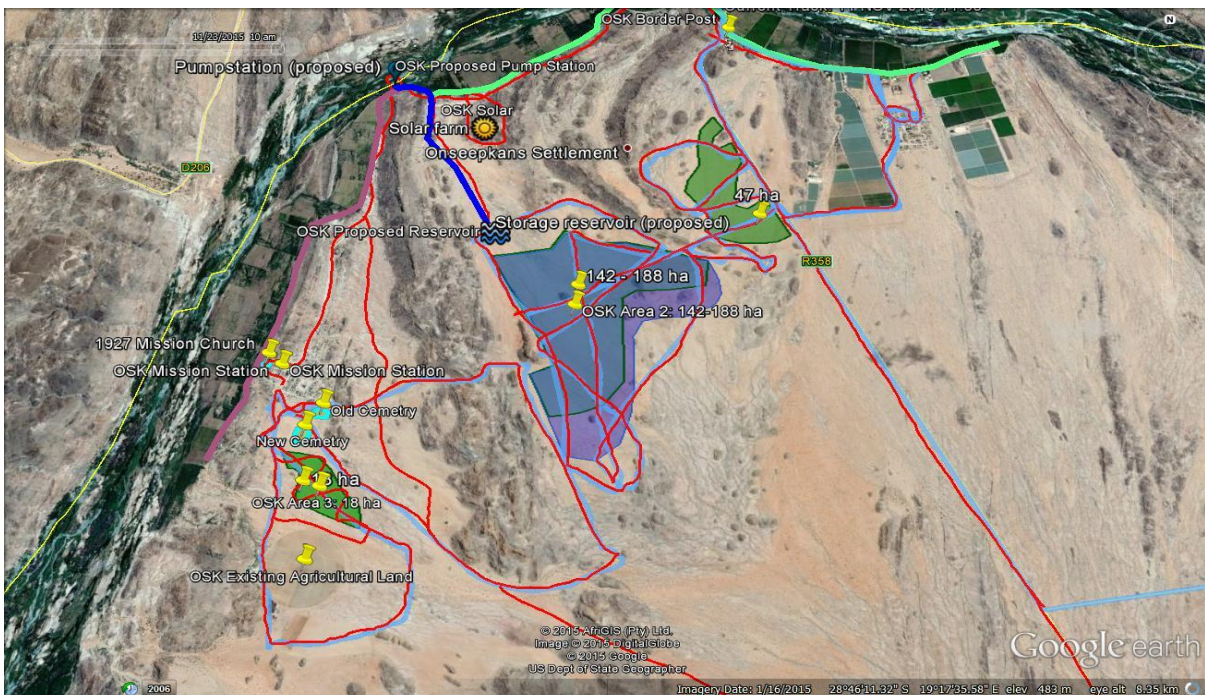 OSK Border Post
11/23/2015 10 am
N
Pumpstation (proposed)
OSK Proposed Pump Station
OSK Solar
Solar farm
Onseepkans Settlement
D206
47 ha
Storage reservoir (proposed)
OSK Proposed Reservoir
R358
142 - 188 ha
OSK Area 2: 142-188 ha
1927 Mission Church
OSK Mission Station
OSK Mission Station
Old Cemetry
New Cemetry
18 ha
OSK Area 3: 18 ha
OSK Existing Agricultural Land
© 2015 AfriGIS (Pty) Ltd.
Image © 2015 DigitalGlobe
© 2015 Google
US Dept of State Geographer
Google earth
2006
Imagery Date: 1/16/2015 28°46'11.32" S 19°17'35.58" E elev 483 m eye alt 8.35 km